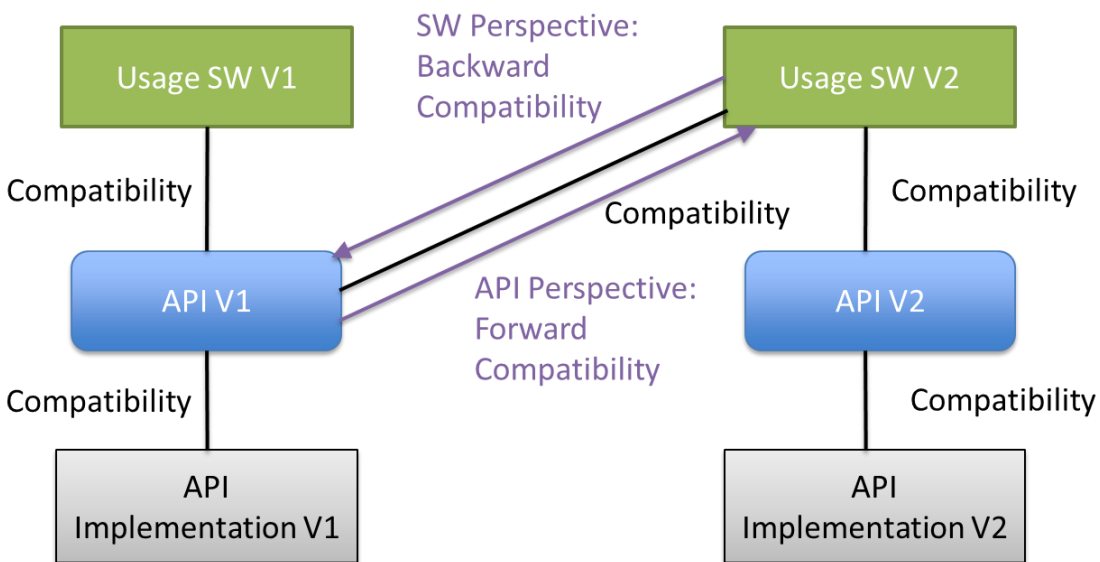 SW Perspective:
Backward
Compatibility
Usage SW V1
Usage SW V2
Compatibility
Compatibility
Compatibility
API V1
API Perspective:
Forward
Compatibility
API V2
Compatibility
Compatibility
API
Implementation V1
API
Implementation V2